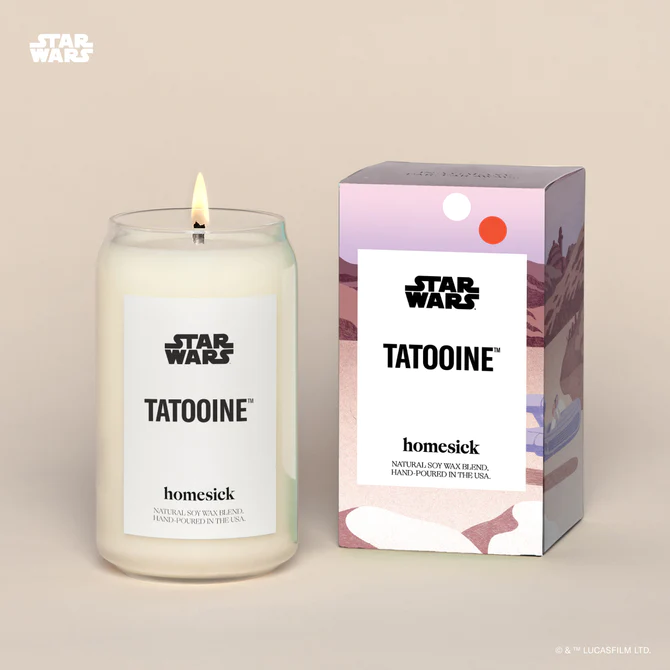 STAR
WARS
STAR
WARS
TATOOINE™
homesick
NATURAL SOY WAX BLEND.
HAND-POURED IN THE USA.
STAR
WARS
TATOOINE™
homesick
NATURAL SOY WAX BLEND.
HAND-POURED IN THE USA.
© & ™ LUCASFILM LTD.